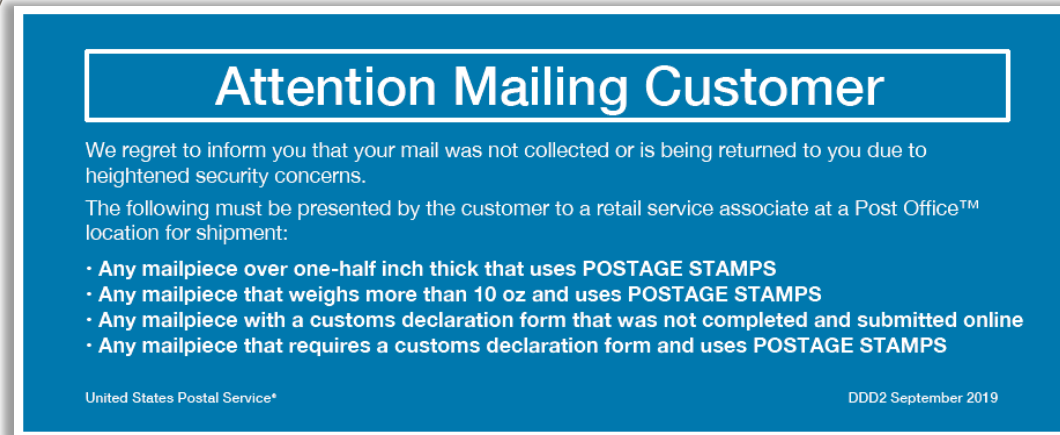 Attention Mailing Customer
We regret to inform you that your mail was not collected or is being returned to you due to
heightened security concerns.
The following must be presented by the customer to a retail service associate at a Post Office™
location for shipment:
· Any mailpiece over one-half inch thick that uses POSTAGE STAMPS
· Any mailpiece that weighs more than 10 oz and uses POSTAGE STAMPS
· Any mailpiece with a customs declaration form that was not completed and submitted online
· Any mailpiece that requires a customs declaration form and uses POSTAGE STAMPS
United States Postal Service® DDD2 September 2019